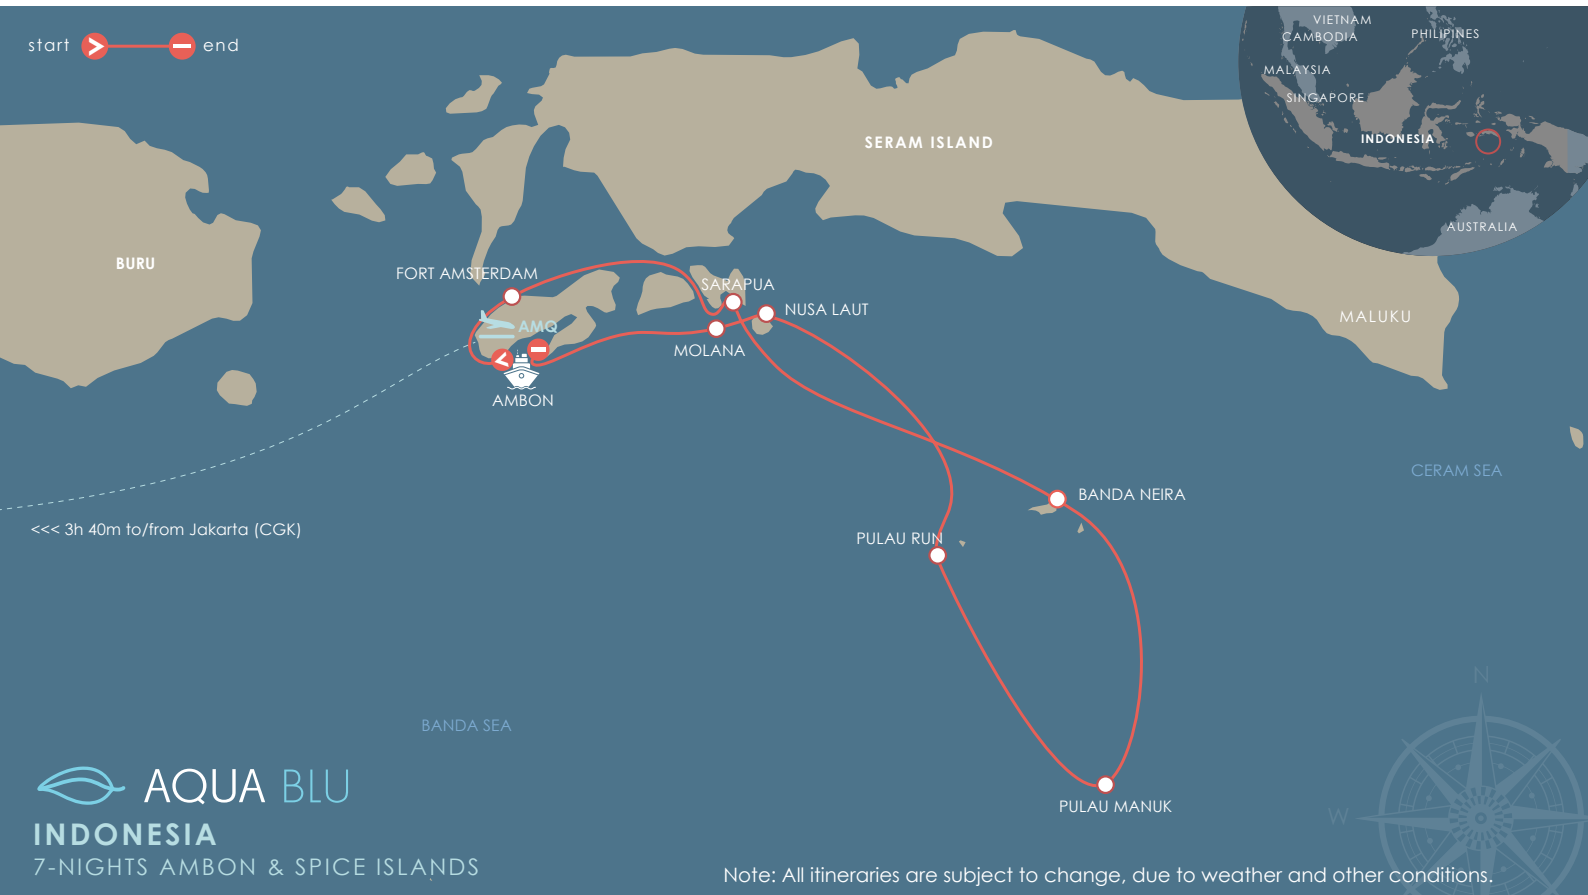 start
end
VIETNAM
CAMBODIA
PHILIPINES
MALAYSIA
SINGAPORE
INDONESIA
AUSTRALIA
SERAM ISLAND
BURU
FORT AMSTERDAM
SARAPUA
NUSA LAUT
MALUKU
AMQ
MOLANA
AMBON
CERAM SEA
BANDA NEIRA
<<< 3h 40m to/from Jakarta (CGK)
PULAU RUN
N
BANDA SEA
W
PULAU MANUK
AQUA BLU
INDONESIA
7-NIGHTS AMBON & SPICE ISLANDS
Note: All itineraries are subject to change, due to weather and other conditions.